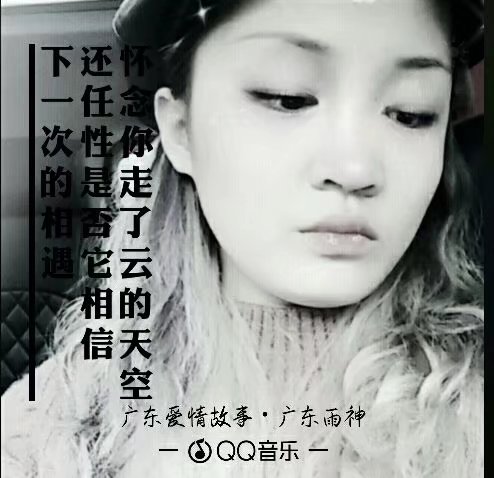 怀念你走了云的天空
还任性是否它相信
下一次的相遇
广东爱情故事·广东雨神
QQ音乐